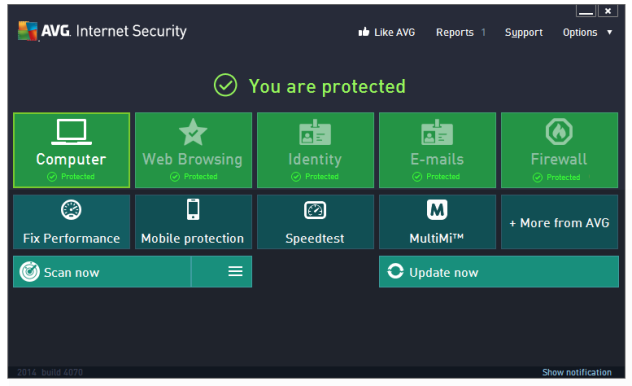 AVG. Internet Security
Like AVG Reports 1 Support Options
You are protected
Computer Web Browsing Identity E-mails Firewall
Protected Protected Protected Protected Protected
Fix Performance Mobile protection Speedtest MultiMi™ + More from AVG
Scan now Update now
2014 build 4070 Show notification